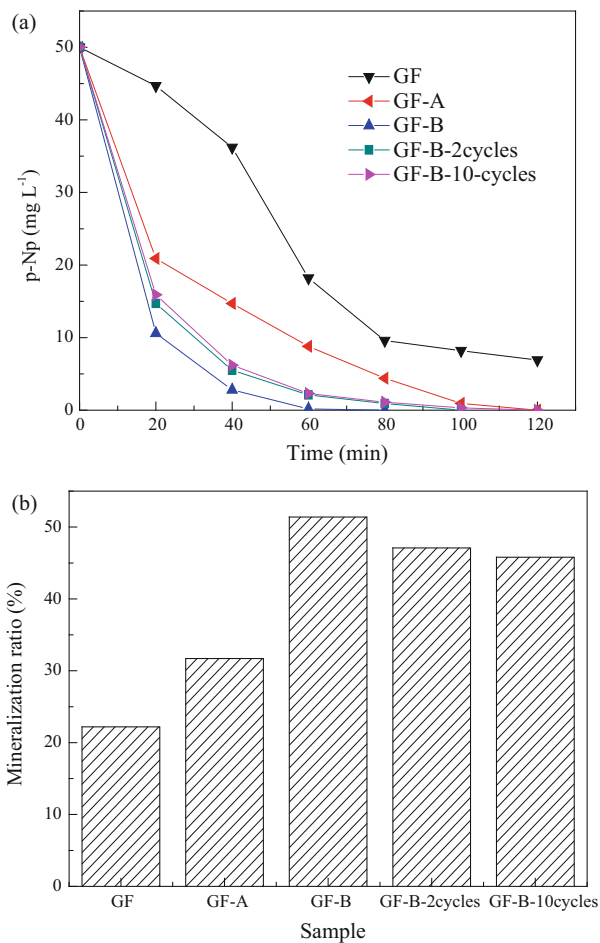 (a)
50
40
30
20
10
0
p-Np (mg L⁻¹)
GF
GF-A
GF-B
GF-B-2cycles
GF-B-10-cycles
0 20 40 60 80 100 120
Time (min)
(b)
50
40
30
20
10
0
Mineralization ratio (%)
GF GF-A GF-B GF-B-2cycles GF-B-10cycles
Sample